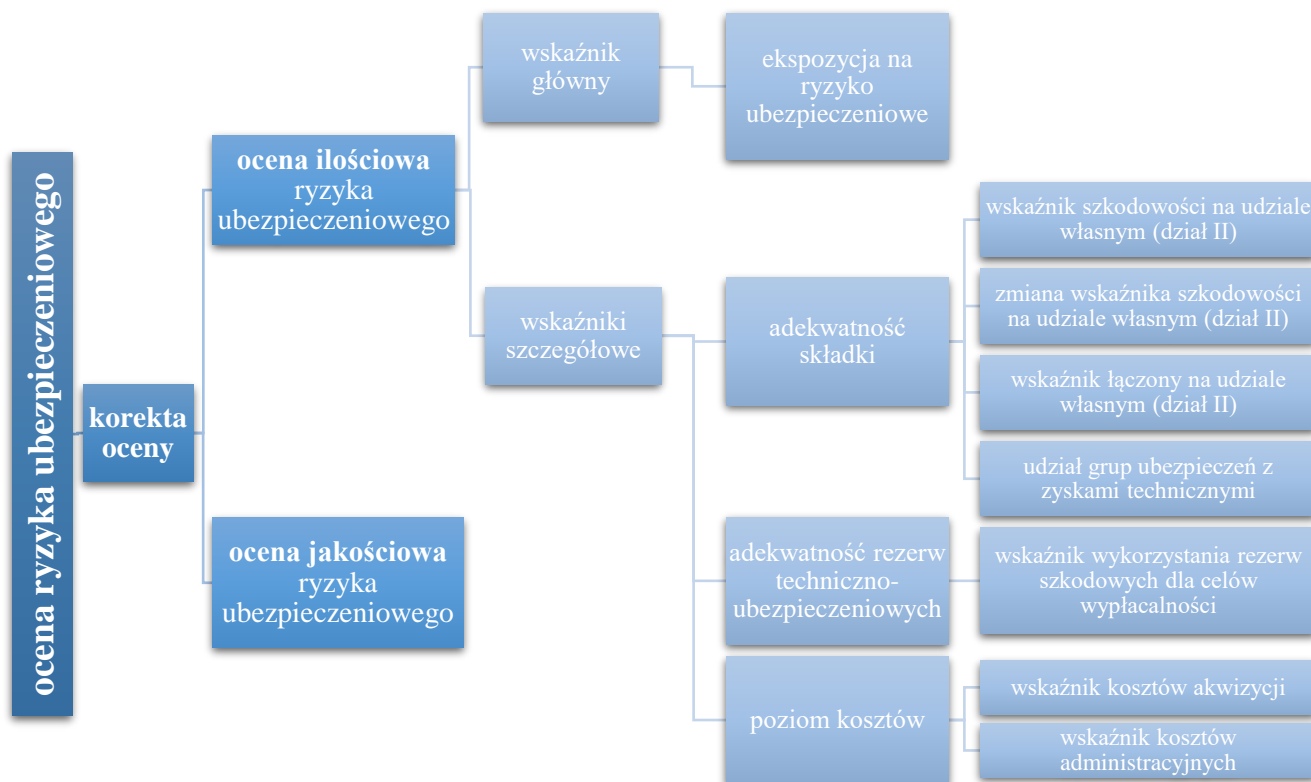 ocena ryzyka ubezpieczeniowego
korekta
oceny
ocena ilościowa
ryzyka
ubezpieczeniowego
wskaźnik
główny
ekspozycja na
ryzyko
ubezpieczeniowe
wskaźniki
szczegółowe
adekwatność
składki
wskaźnik szkodowości na udziale
własnym (dział II)
zmiana wskaźnika szkodowości
na udziale własnym (dział II)
wskaźnik łączony na udziale
własnym (dział II)
udział grup ubezpieczeń z
zyskami technicznymi
adekwatność rezerw
techniczno-
ubezpieczeniowych
wskaźnik wykorzystania rezerw
szkodowych dla celów
wypłacalności
poziom kosztów
wskaźnik kosztów akwizycji
wskaźnik kosztów
administracyjnych
ocena jakościowa
ryzyka
ubezpieczeniowego